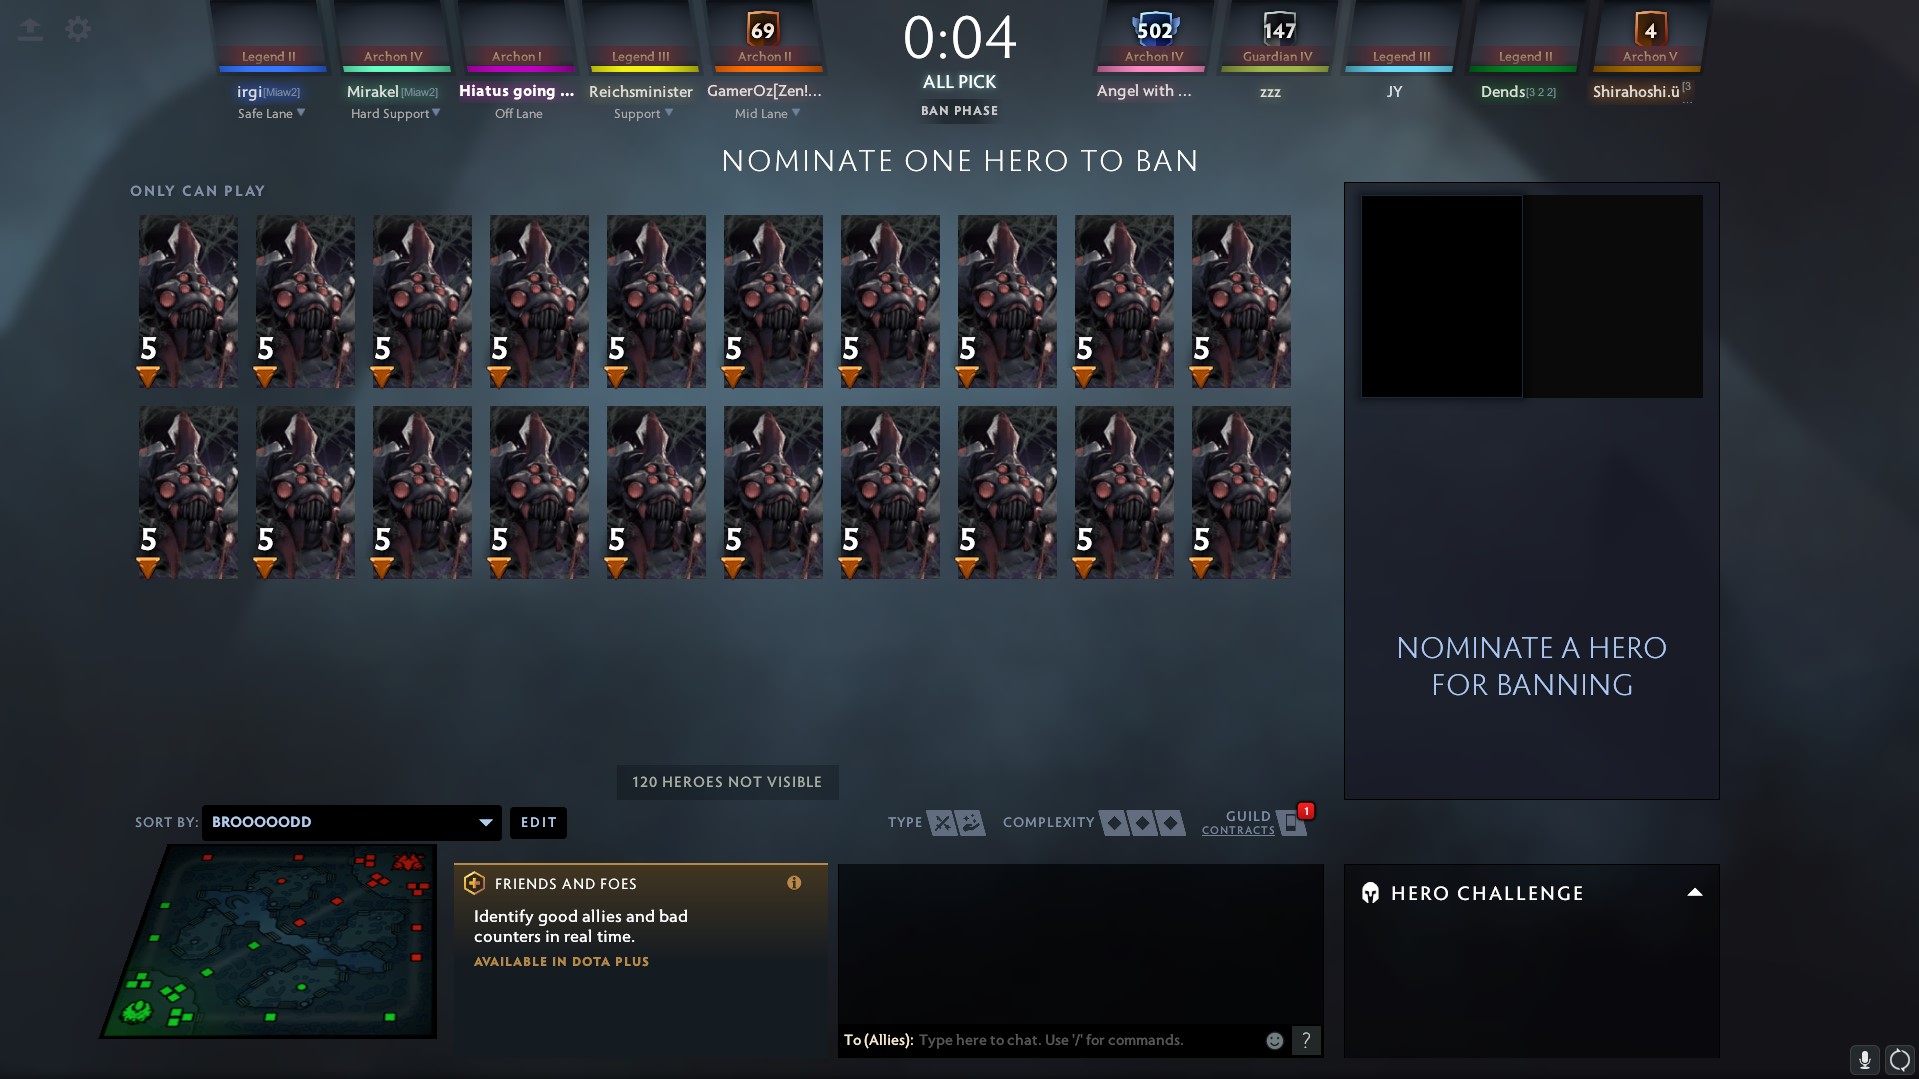 Legend II
Archon IV
Archon I
Legend III
69
Archon II
irgi[Miaw2]
Mirakel[Miaw2]
Hiatus going ...
Reichsminister
GamerOz[Zen!...
Safe Lane
Hard Support
Off Lane
Support
Mid Lane
0:04
ALL PICK
BAN PHASE
502
Archon IV
147
Guardian IV
Legend III
Legend II
4
Archon V
Angel with ...
zzz
JY
Dends[3 2 2]
Shirahoshi.ü[3 ...
NOMINATE ONE HERO TO BAN
ONLY CAN PLAY
5 5 5 5 5 5 5 5 5 5
5 5 5 5 5 5 5 5 5 5
NOMINATE A HERO
FOR BANNING
120 HEROES NOT VISIBLE
SORT BY: BROOOOODD
EDIT
TYPE
COMPLEXITY
GUILD
CONTRACTS
1
FRIENDS AND FOES
Identify good allies and bad
counters in real time.
AVAILABLE IN DOTA PLUS
To (Allies): Type here to chat. Use '/' for commands.
?
HERO CHALLENGE